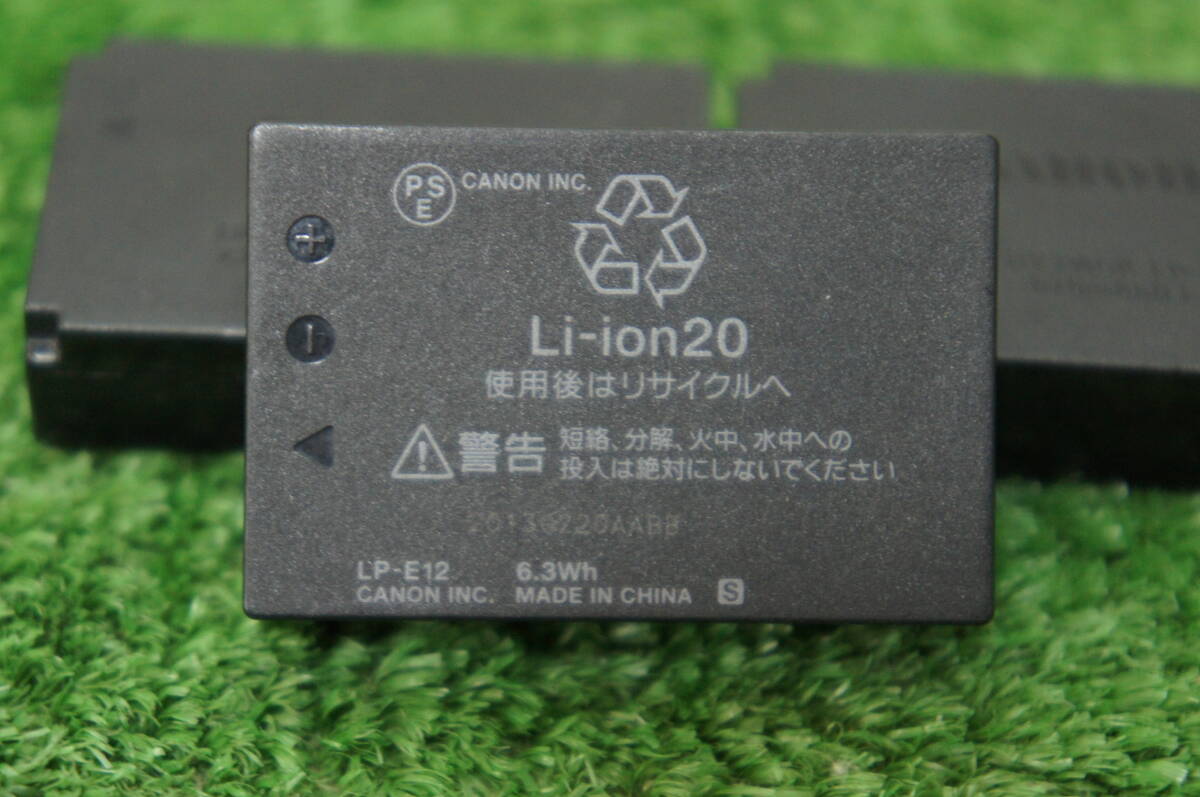 PSE CANON INC.
Li-ion20
使用後はリサイクルへ
警告 短絡、分解、火中、水中への
投入は絶対にしないでください
LP-E12 6.3Wh
CANON INC. MADE IN CHINA S